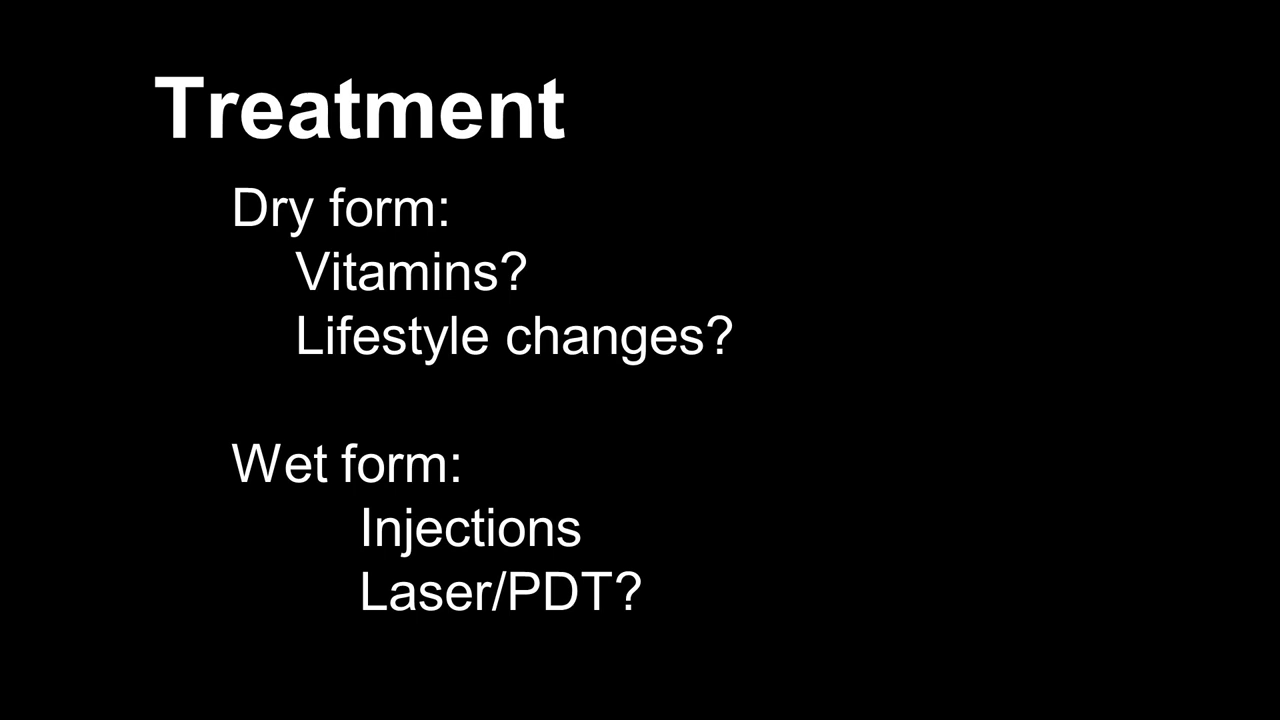 Treatment
Dry form:
Vitamins?
Lifestyle changes?
Wet form:
Injections
Laser/PDT?